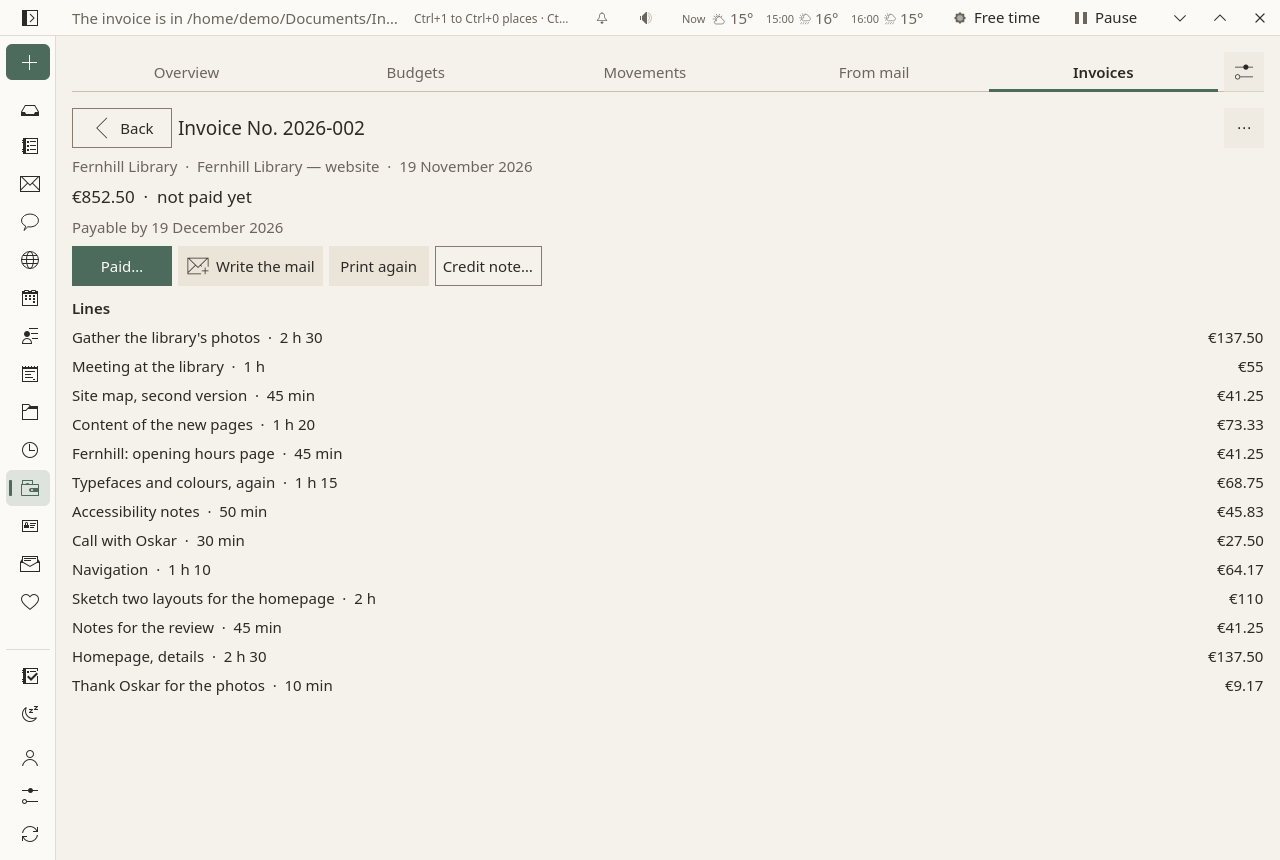 The invoice is in /home/demo/Documents/In...
Ctrl+1 to Ctrl+0 places · Ct...
Now 15° 15:00 16° 16:00 15°
Free time
Pause
Overview
Budgets
Movements
From mail
Invoices
Back
Invoice No. 2026-002
...
Fernhill Library · Fernhill Library — website · 19 November 2026
€852.50 · not paid yet
Payable by 19 December 2026
Paid...
Write the mail
Print again
Credit note...
Lines
Gather the library's photos · 2 h 30 €137.50
Meeting at the library · 1 h €55
Site map, second version · 45 min €41.25
Content of the new pages · 1 h 20 €73.33
Fernhill: opening hours page · 45 min €41.25
Typefaces and colours, again · 1 h 15 €68.75
Accessibility notes · 50 min €45.83
Call with Oskar · 30 min €27.50
Navigation · 1 h 10 €64.17
Sketch two layouts for the homepage · 2 h €110
Notes for the review · 45 min €41.25
Homepage, details · 2 h 30 €137.50
Thank Oskar for the photos · 10 min €9.17